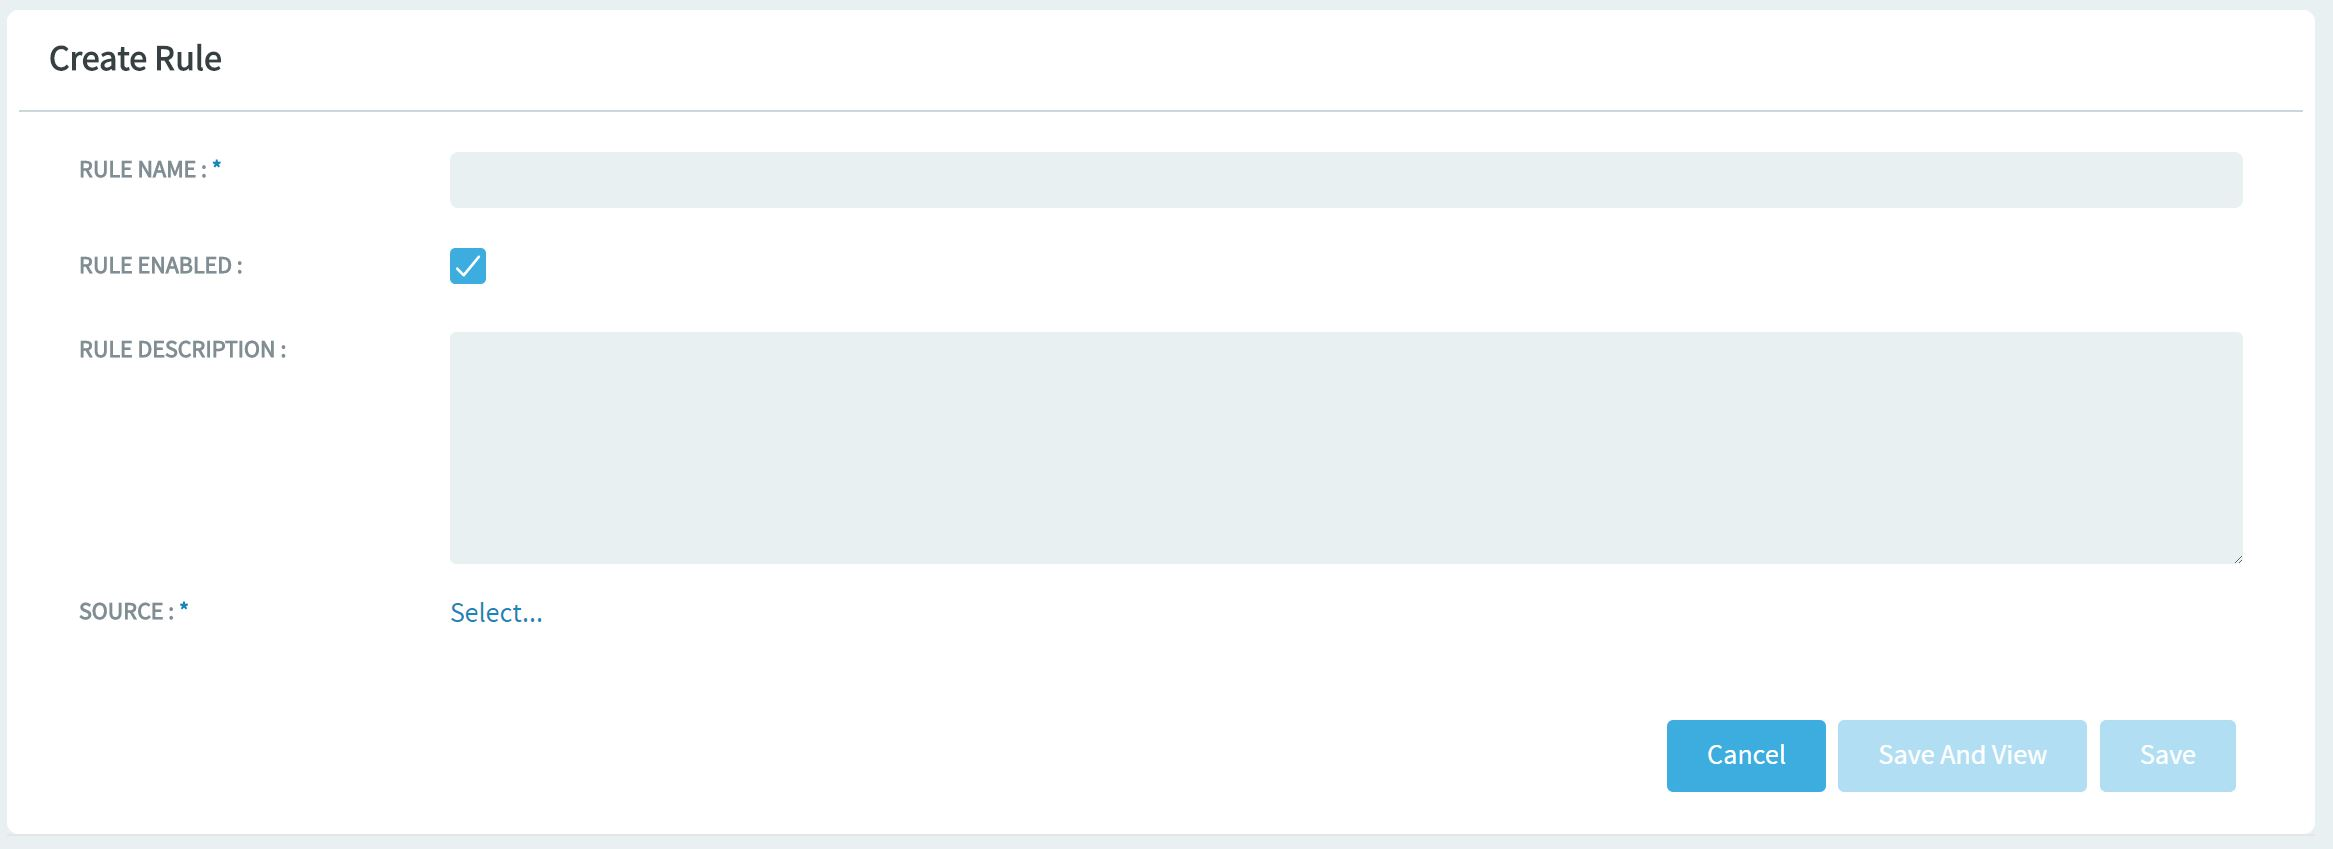 Create Rule
RULE NAME : *
RULE ENABLED :
RULE DESCRIPTION :
SOURCE : * Select...
Cancel Save And View Save